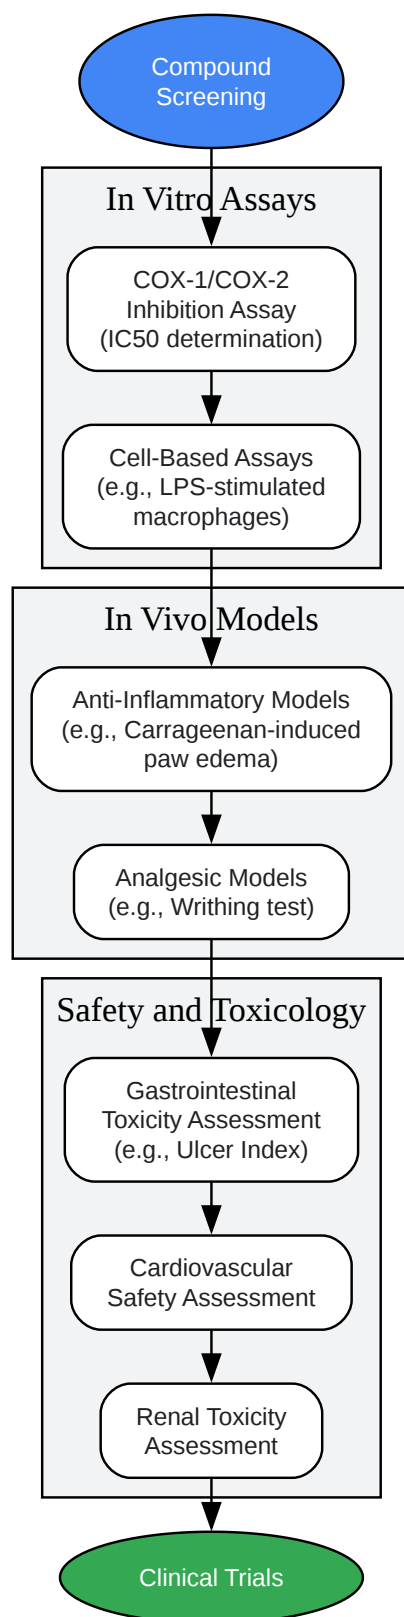 Compound
Screening
In Vitro Assays
COX-1/COX-2
Inhibition Assay
(IC50 determination)
Cell-Based Assays
(e.g., LPS-stimulated
macrophages)
In Vivo Models
Anti-Inflammatory Models
(e.g., Carrageenan-induced
paw edema)
Analgesic Models
(e.g., Writhing test)
Safety and Toxicology
Gastrointestinal
Toxicity Assessment
(e.g., Ulcer Index)
Cardiovascular
Safety Assessment
Renal Toxicity
Assessment
Clinical Trials